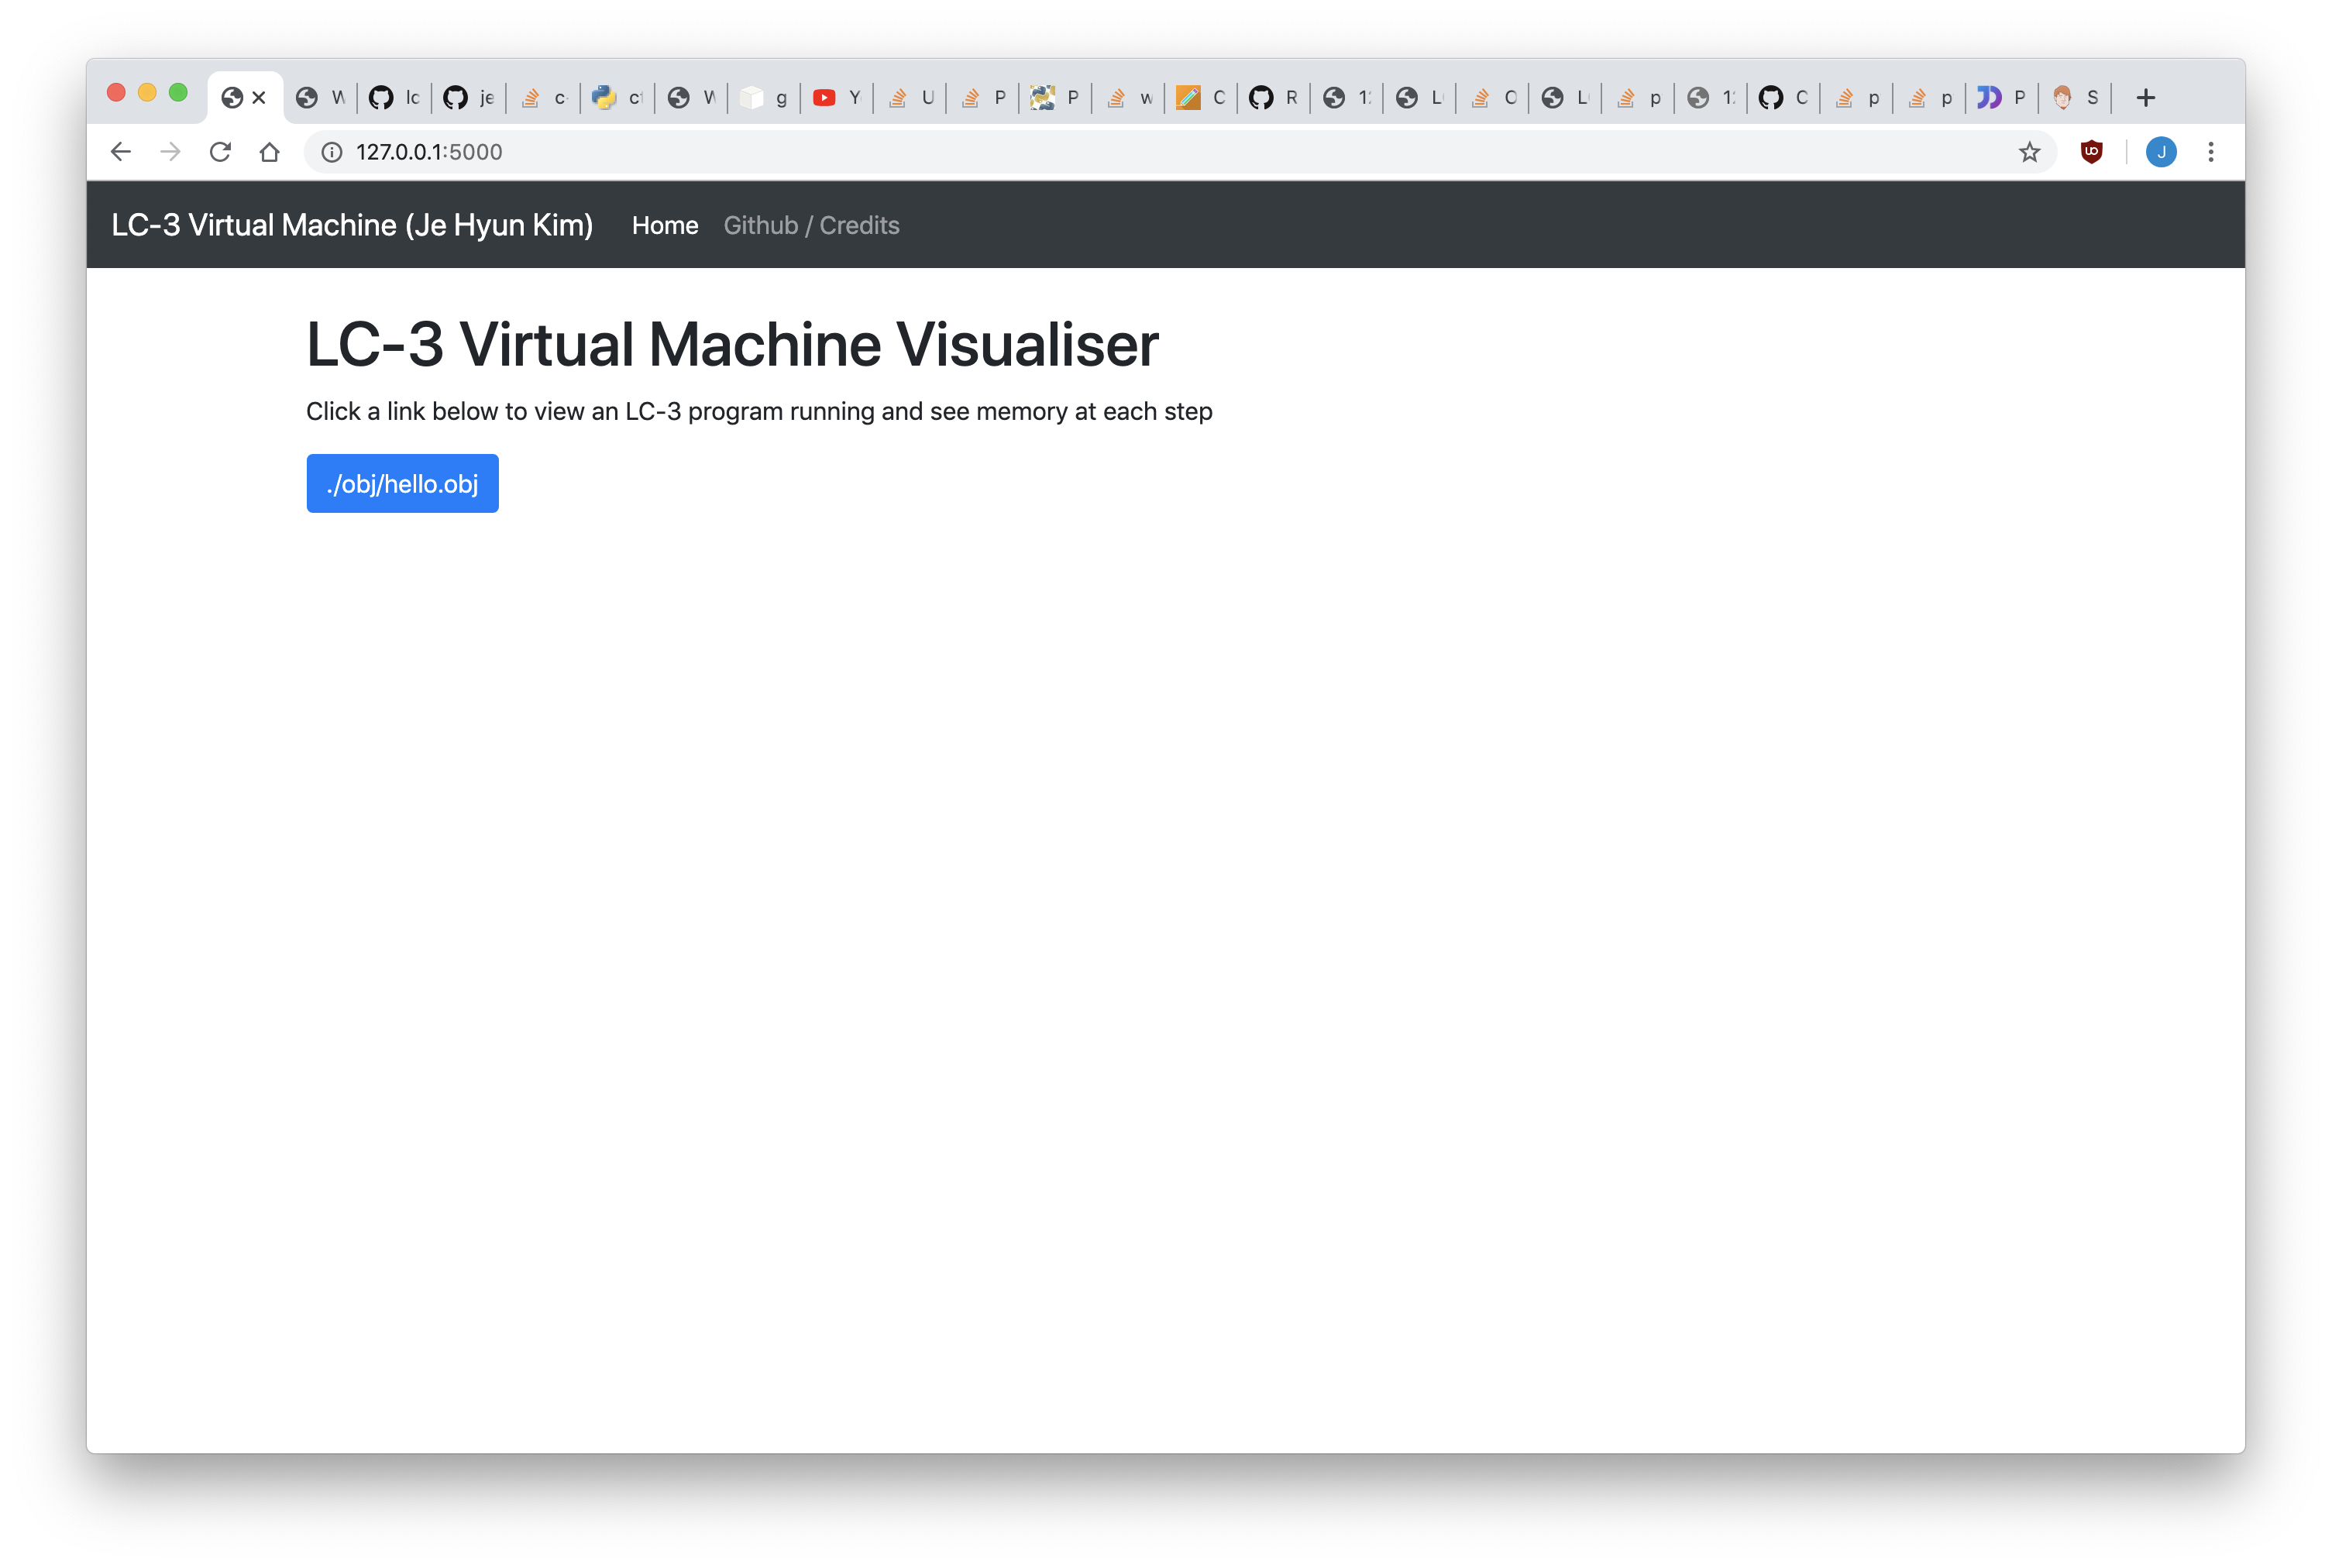 W lc je c cf W g Y U P P w C R 1 L O L p 1 C p p P S
127.0.0.1:5000
J
LC-3 Virtual Machine (Je Hyun Kim) Home Github / Credits
LC-3 Virtual Machine Visualiser
Click a link below to view an LC-3 program running and see memory at each step
./obj/hello.obj